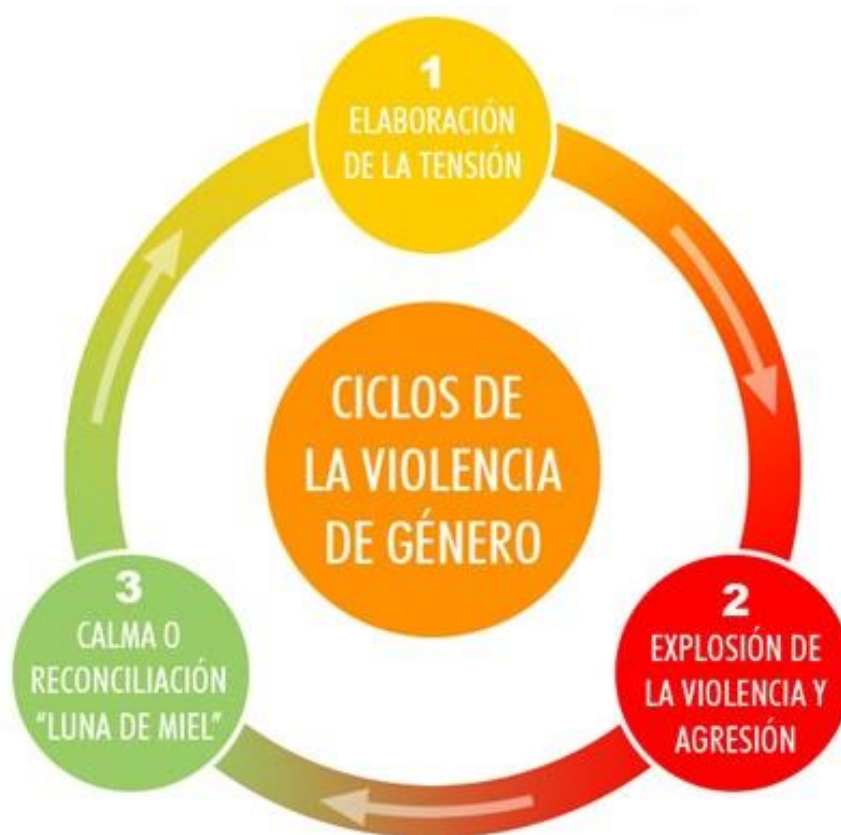 1
ELABORACIÓN
DE LA TENSIÓN
CICLOS DE
LA VIOLENCIA
DE GÉNERO
2
EXPLOSIÓN DE
LA VIOLENCIA Y
AGRESIÓN
3
CALMA O
RECONCILIACIÓN
"LUNA DE MIEL"